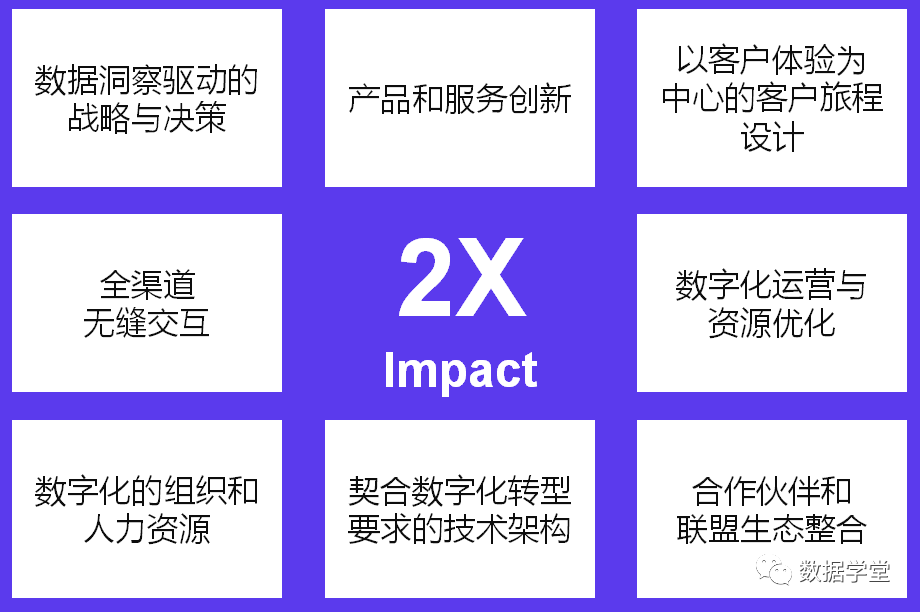 数据洞察驱动的
战略与决策
产品和服务创新
以客户体验为
中心的客户旅程
设计
全渠道
无缝交互
2X
Impact
数字化运营与
资源优化
数字化的组织和
人力资源
契合数字化转型
要求的技术架构
合作伙伴和
联盟生态整合
数据学堂